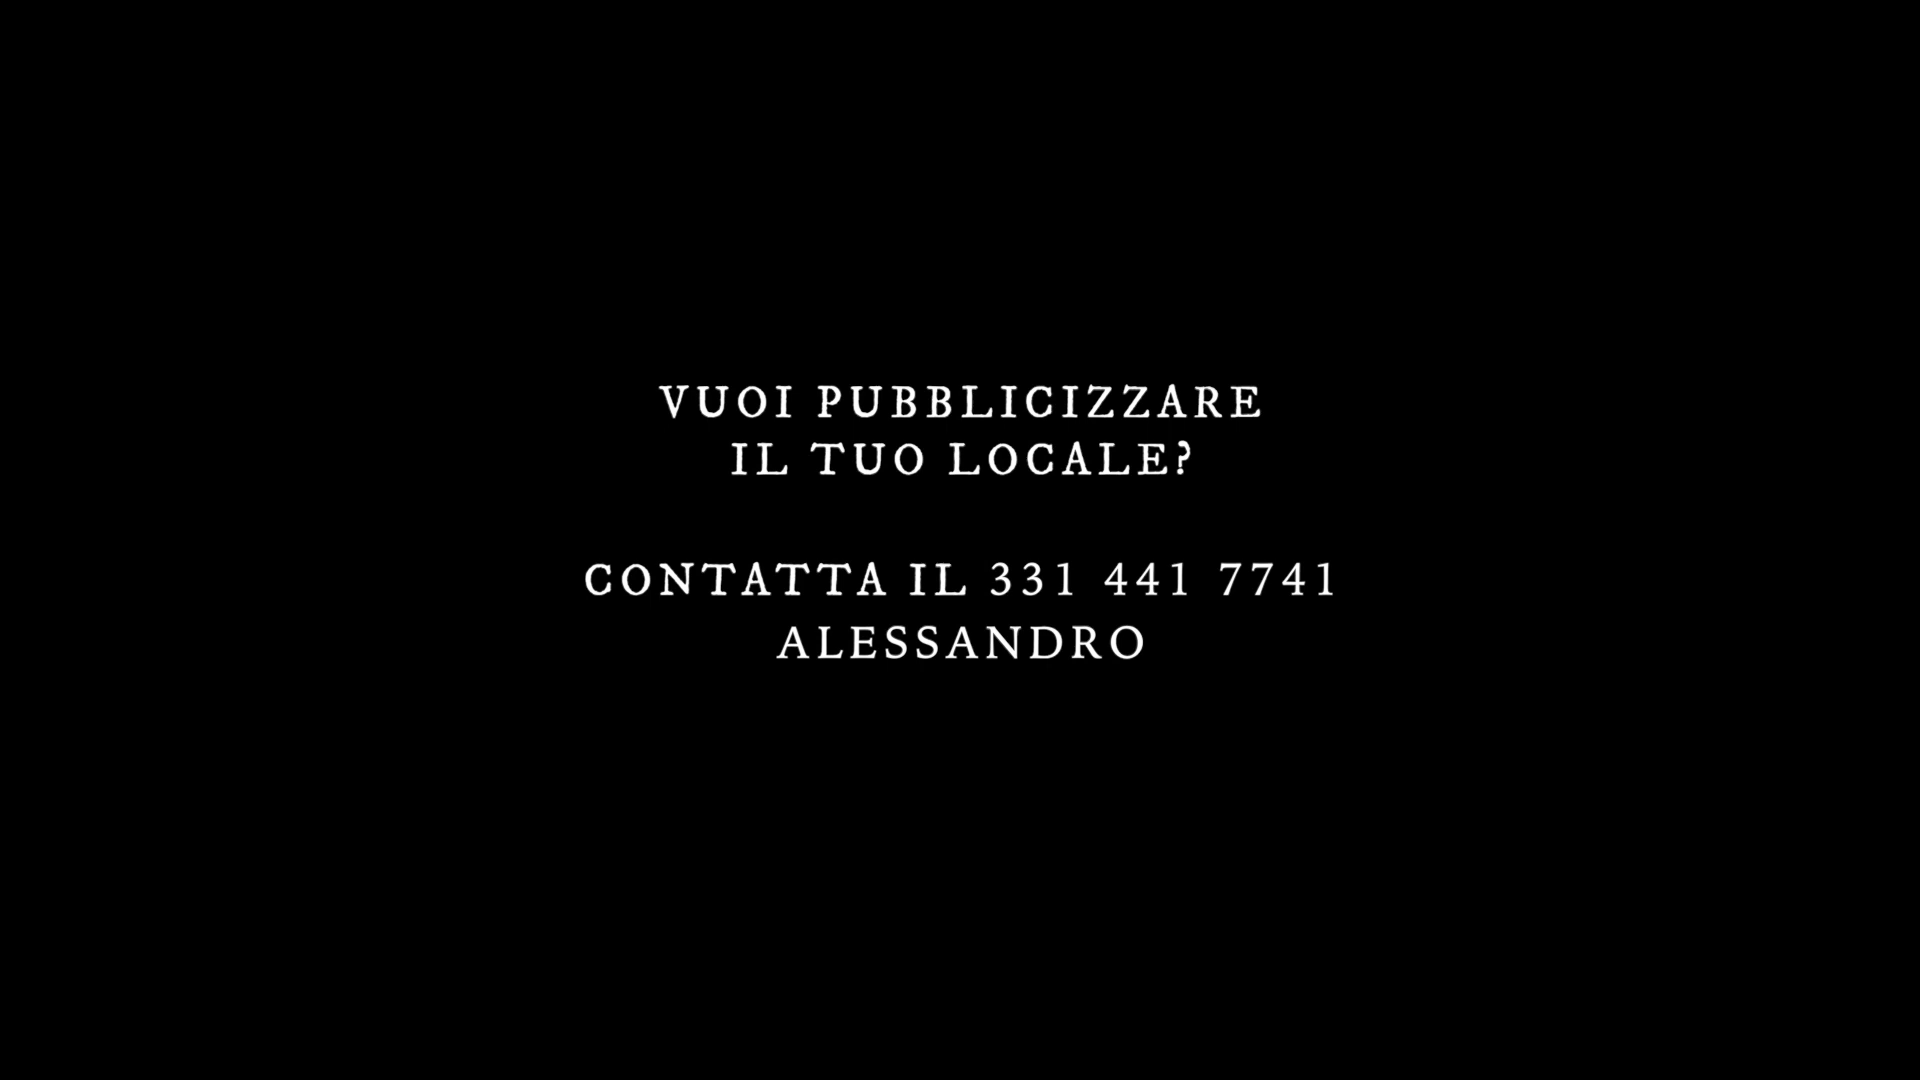 VUOI PUBBLICIZZARE
IL TUO LOCALE?
CONTATTA IL 331 441 7741
ALESSANDRO